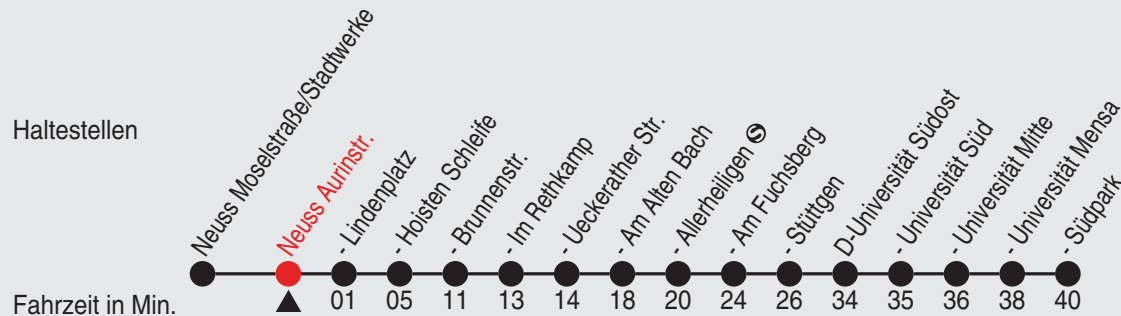 Haltestellen
Neuss Moselstraße/Stadtwerke
Neuss Aurinstr.
- Lindenplatz
- Hoisten Schleife
- Brunnenstr.
- Im Rethkamp
- Ueckerather Str.
- Am Alten Bach
- Allerheiligen S
- Am Fuchsberg
- Stüttgen
D-Universität Südost
- Universität Süd
- Universität Mitte
- Universität Mensa
- Südpark
Fahrzeit in Min.
01 05 11 13 14 18 20 24 26 34 35 36 38 40